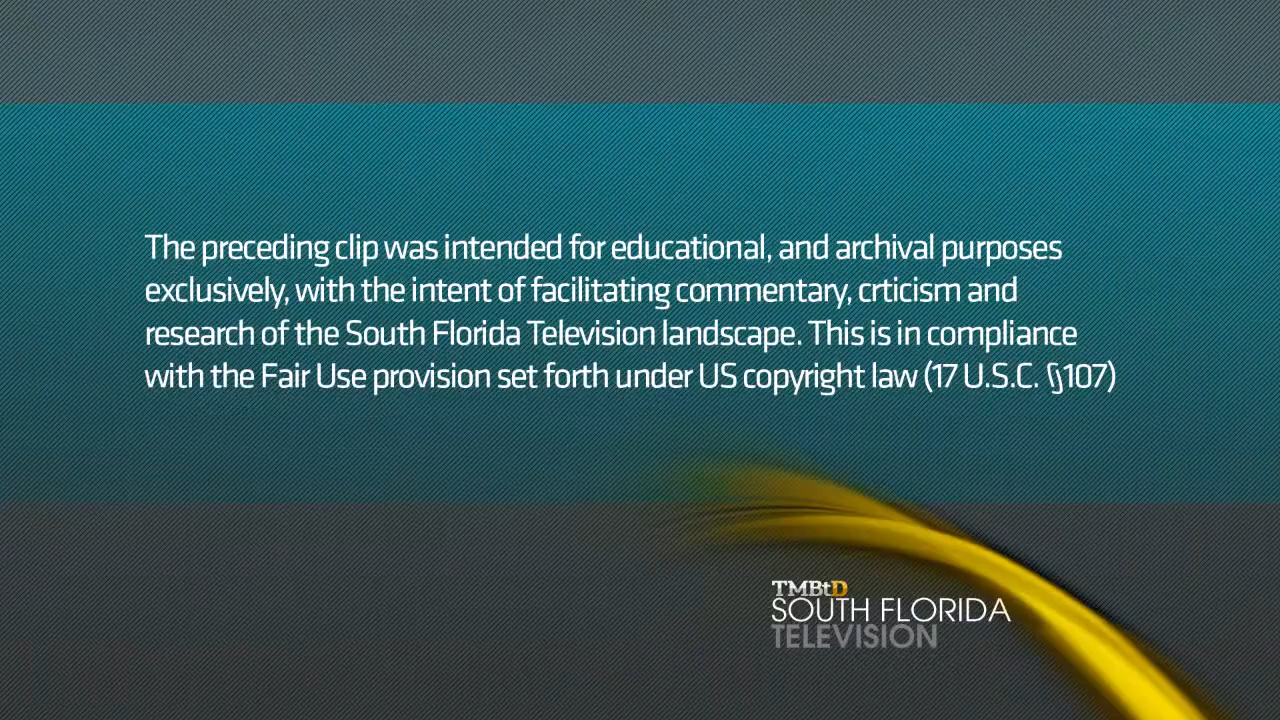 The preceding clip was intended for educational, and archival purposes
exclusively, with the intent of facilitating commentary, crticism and
research of the South Florida Television landscape. This is in compliance
with the Fair Use provision set forth under US copyright law (17 U.S.C. §107)
TMBtD
SOUTH FLORIDA
TELEVISION